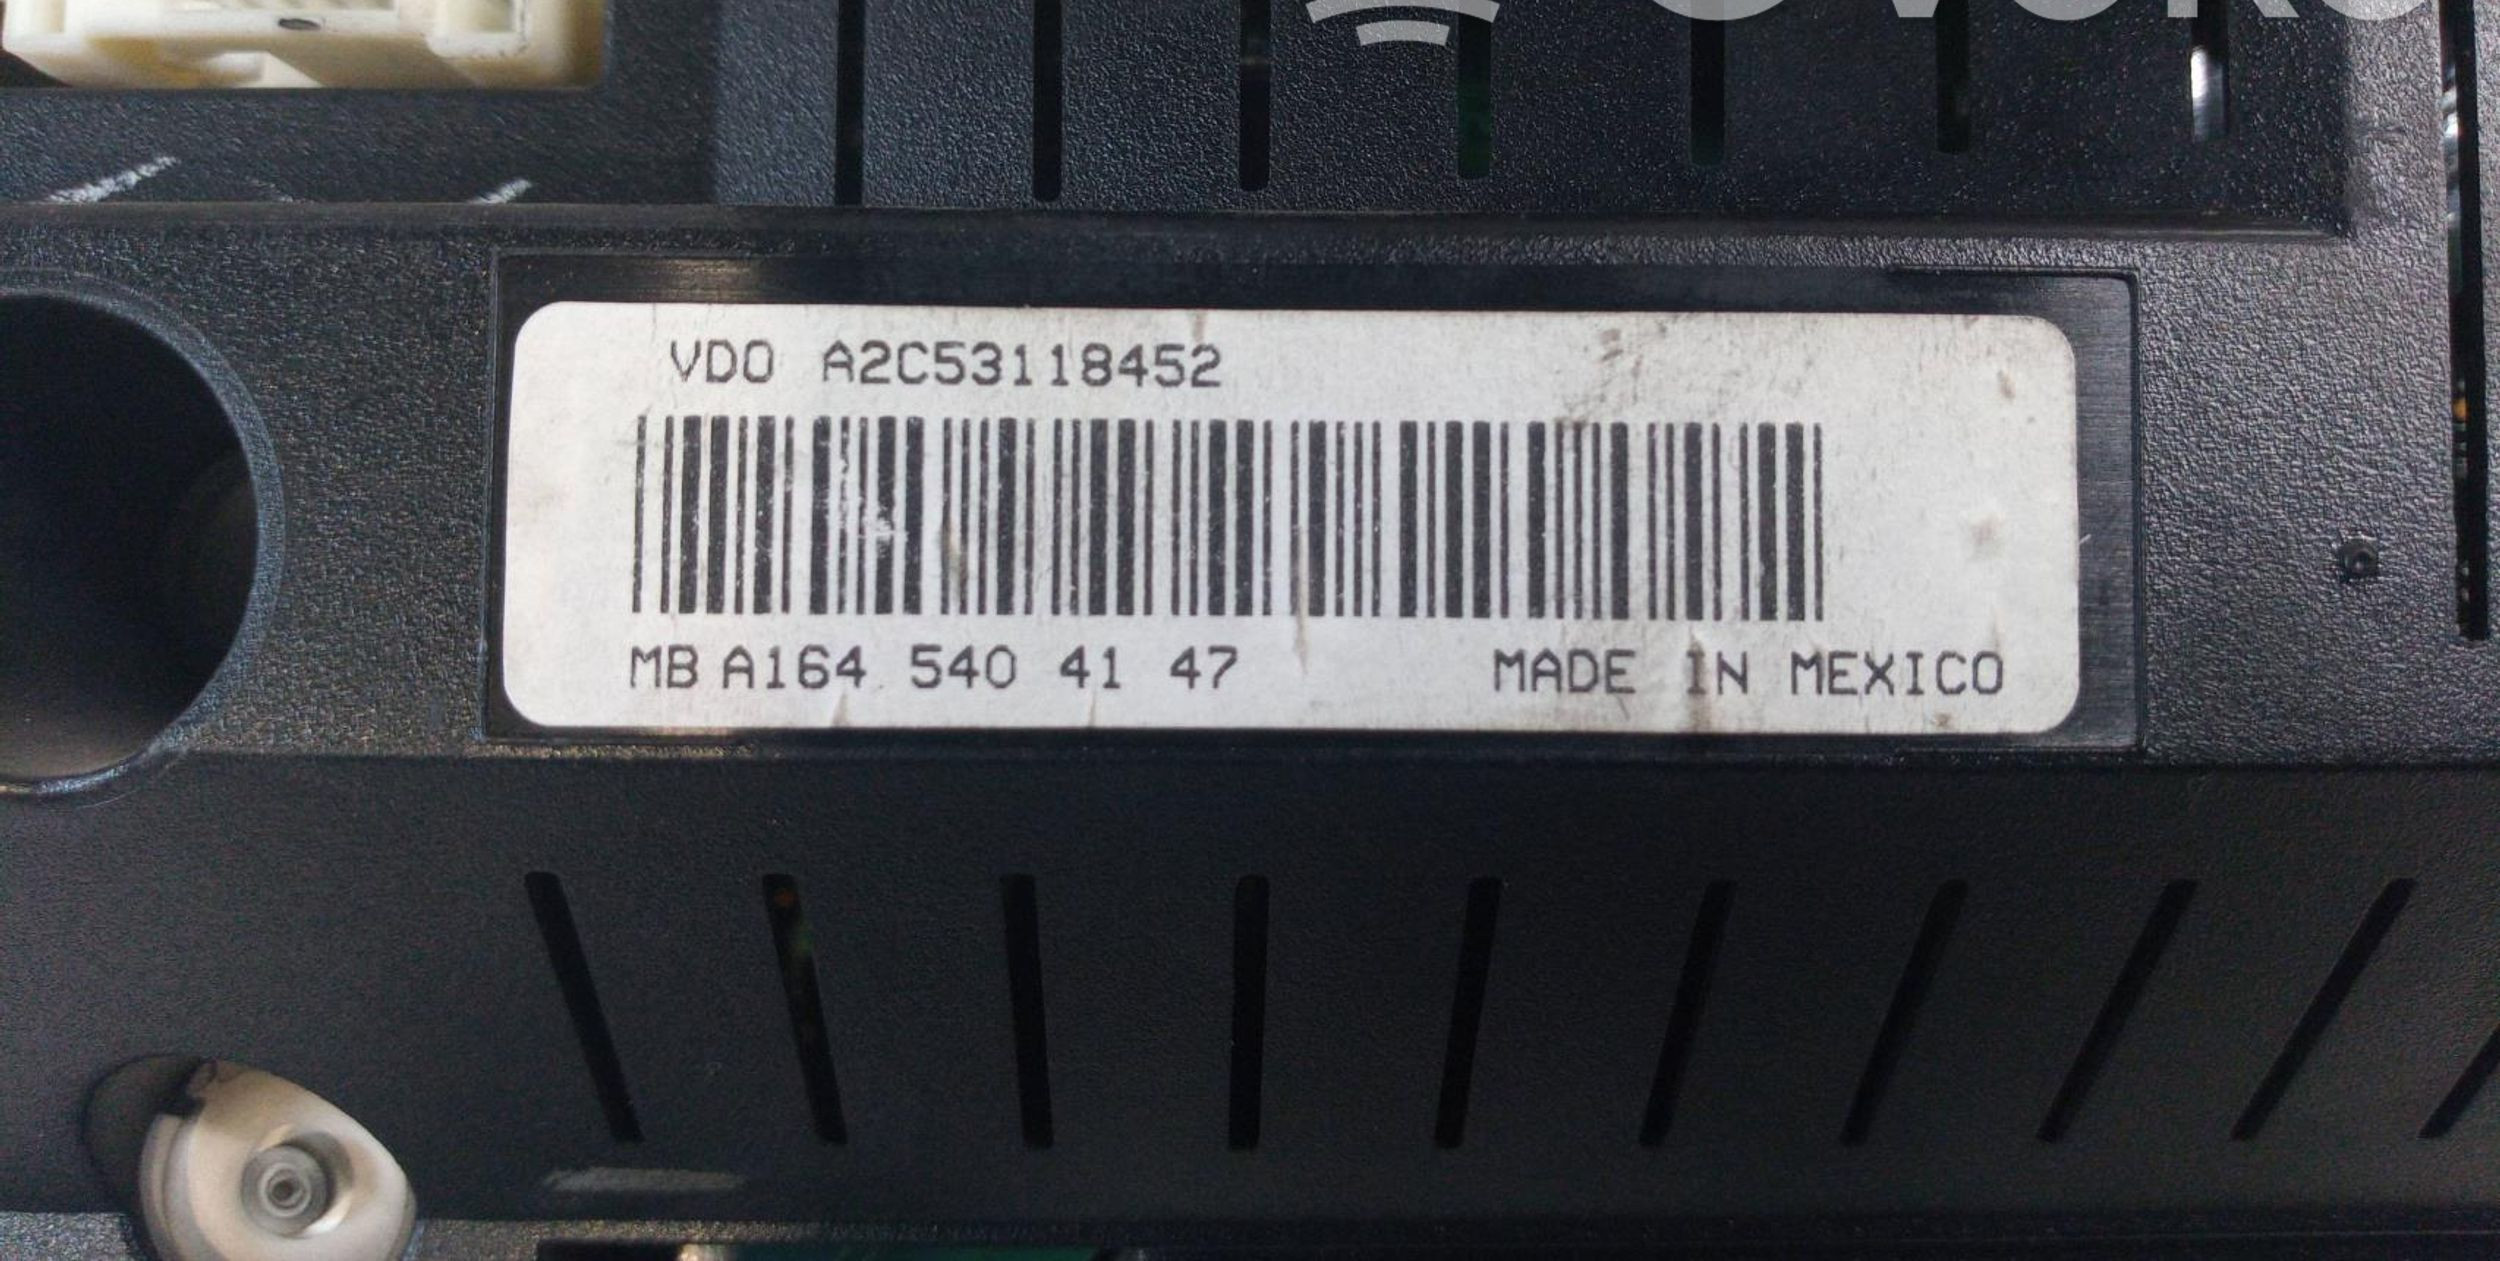 VDO A2C53118452
MB A164 540 41 47
MADE IN MEXICO